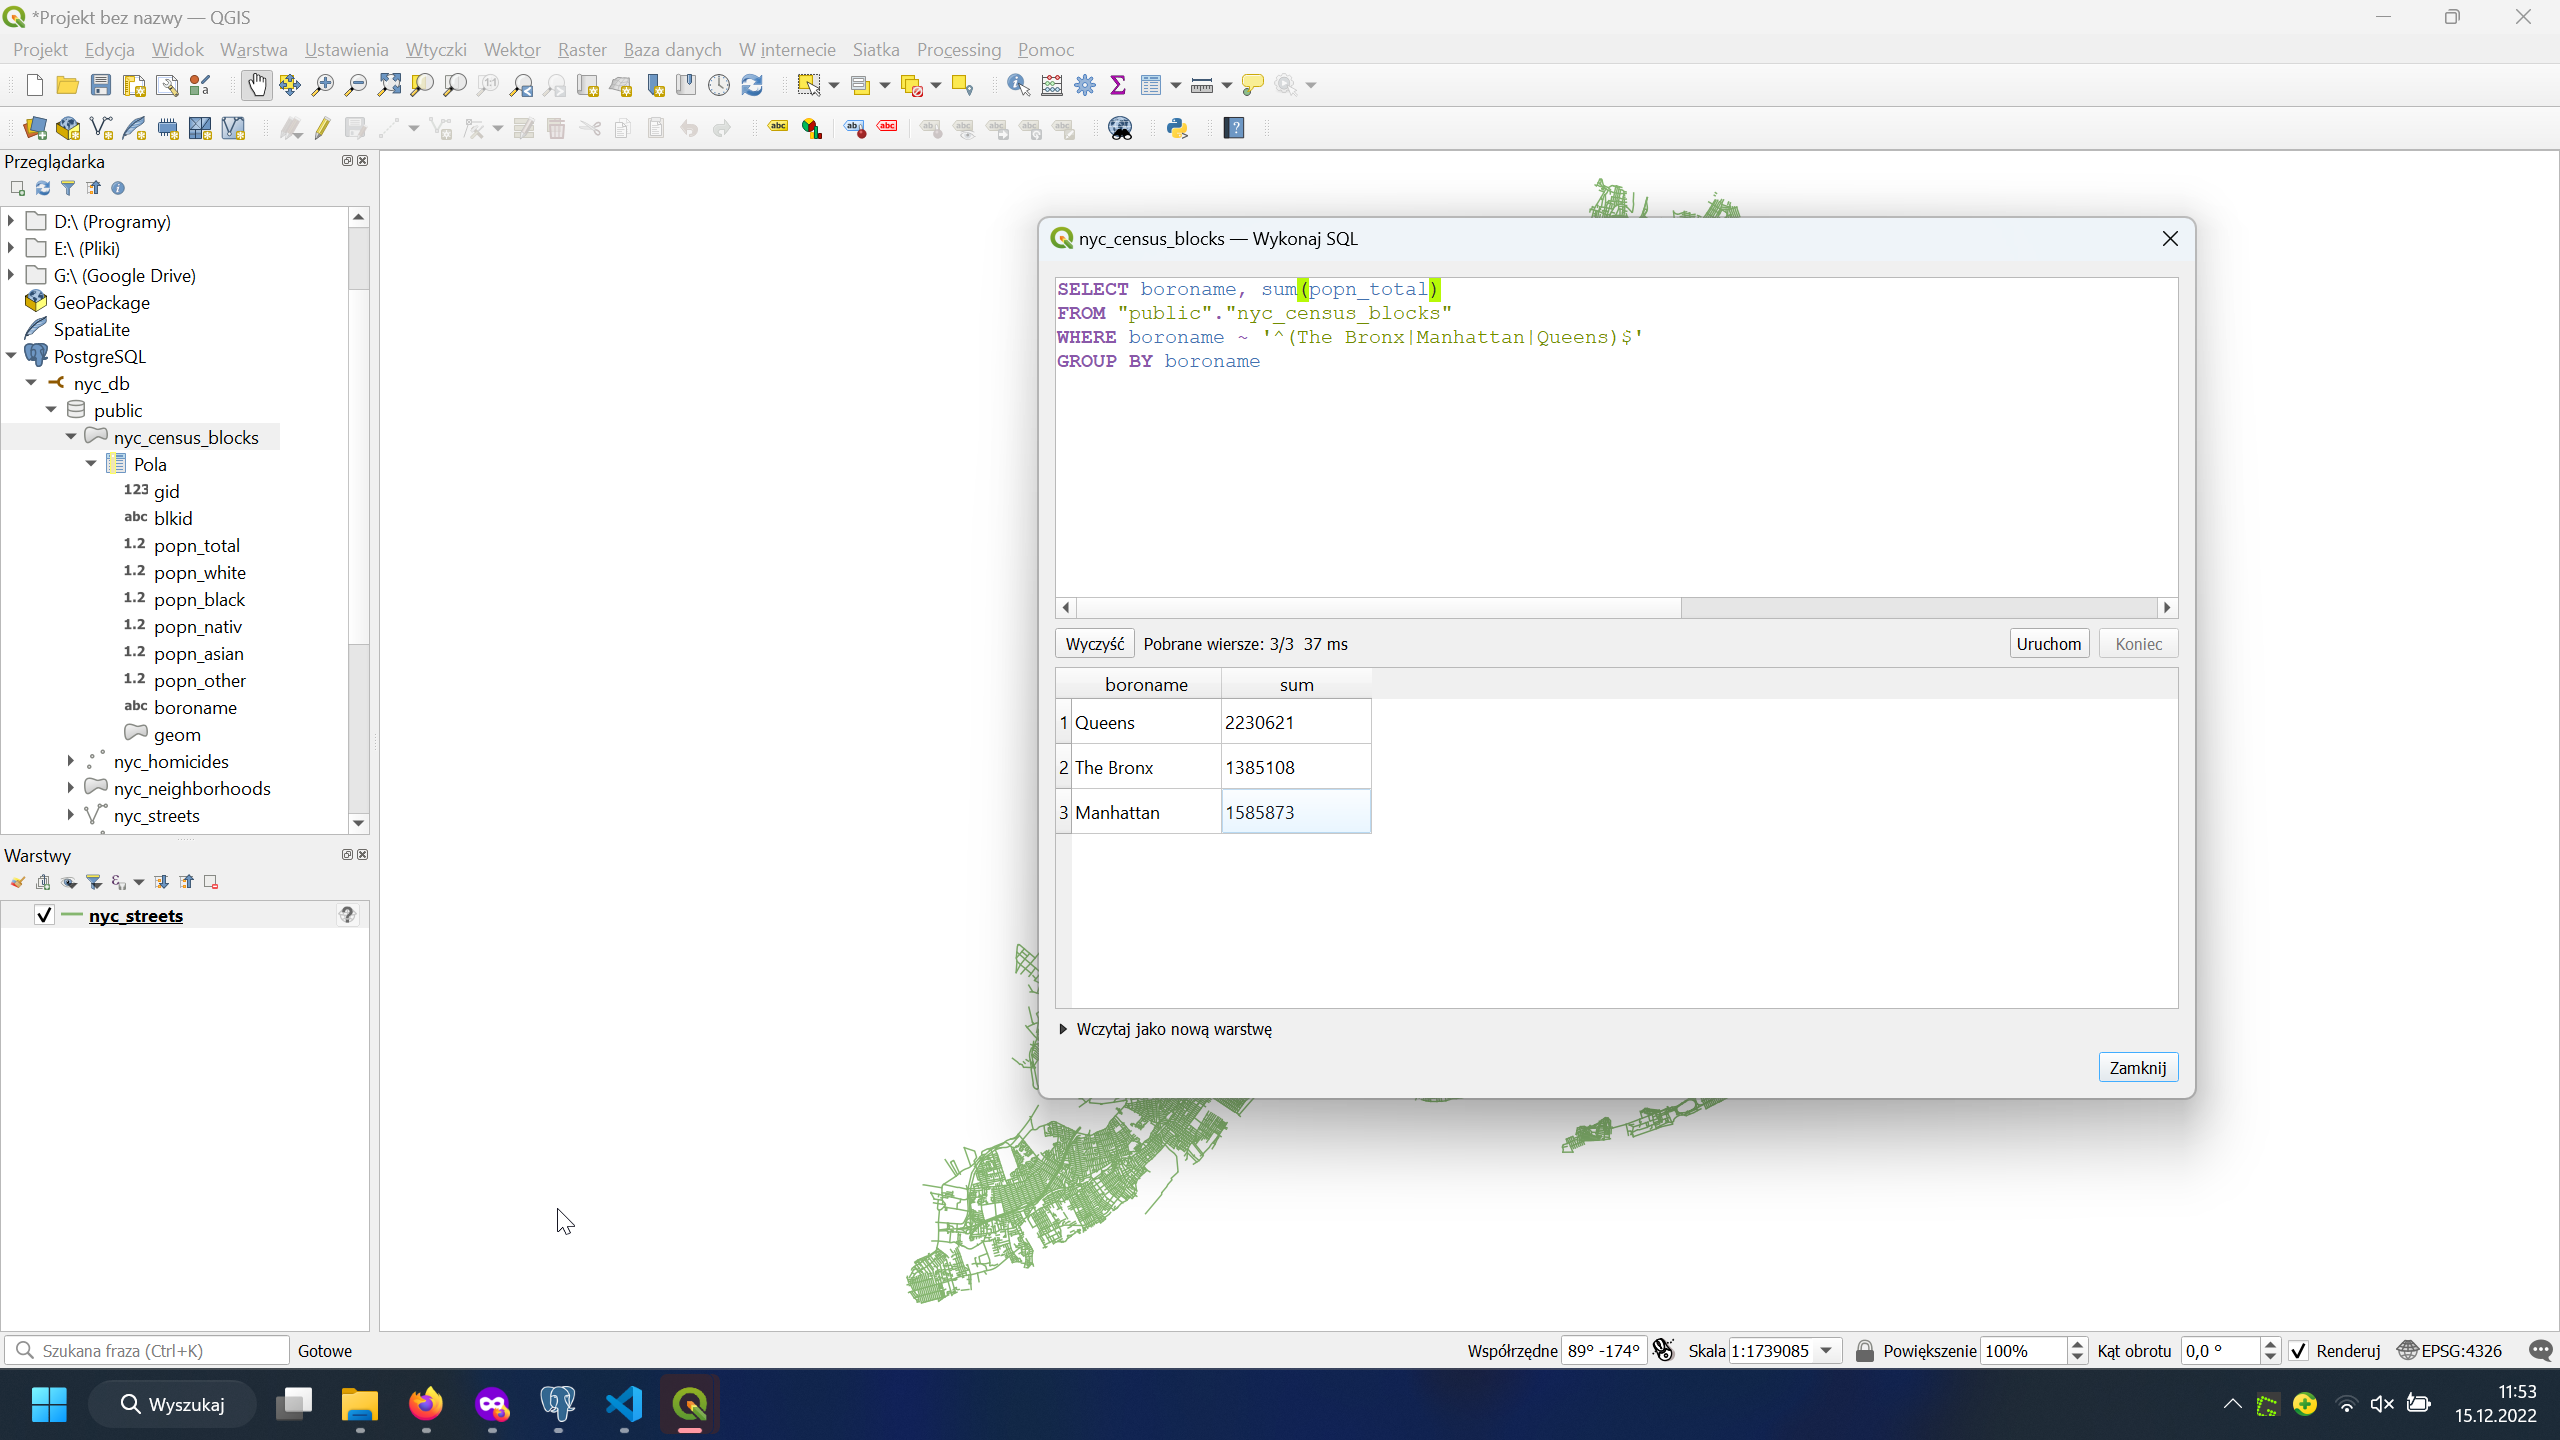 *Projekt bez nazwy — QGIS
Projekt Edycja Widok Warstwa Ustawienia Wtyczki Wektor Raster Baza danych W internecie Siatka Processing Pomoc
Przeglądarka
D:\ (Programy)
E:\ (Pliki)
G:\ (Google Drive)
GeoPackage
SpatiaLite
PostgreSQL
nyc_db
public
nyc_census_blocks
Pola
123 gid
abc blkid
1.2 popn_total
1.2 popn_white
1.2 popn_black
1.2 popn_nativ
1.2 popn_asian
1.2 popn_other
abc boroname
geom
nyc_homicides
nyc_neighborhoods
nyc_streets
Warstwy
nyc_streets
nyc_census_blocks — Wykonaj SQL
SELECT boroname, sum(popn_total)
FROM "public"."nyc_census_blocks"
WHERE boroname ~ '^(The Bronx|Manhattan|Queens)$'
GROUP BY boroname
Wyczyść Pobrane wiersze: 3/3 37 ms Uruchom Koniec
boroname sum
1 Queens 2230621
2 The Bronx 1385108
3 Manhattan 1585873
Wczytaj jako nową warstwę
Zamknij
Szukana fraza (Ctrl+K) Gotowe Współrzędne 89° -174° Skala 1:1739085 Powiększenie 100% Kąt obrotu 0,0 ° Renderuj EPSG:4326
Wyszukaj
11:53
15.12.2022